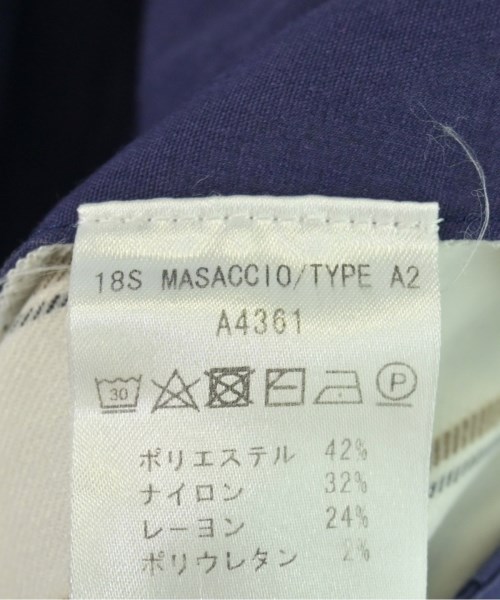 18S MASACCIO/TYPE A2
A4361
30 P
ポリエステル 42%
ナイロン 32%
レーヨン 24%
ポリウレタン 2%